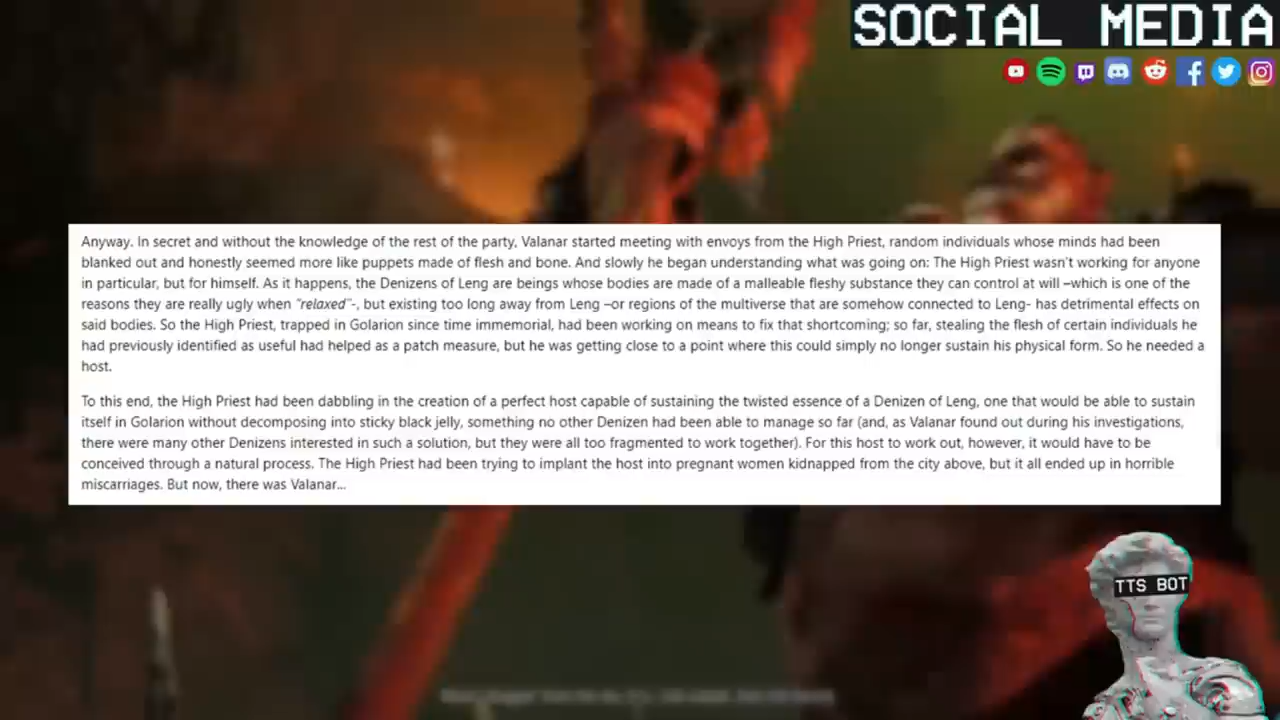 SOCIAL MEDIA
Anyway. In secret and without the knowledge of the rest of the party, Valanar started meeting with envoys from the High Priest, random individuals whose minds had been
blanked out and honestly seemed more like puppets made of flesh and bone. And slowly he began understanding what was going on: The High Priest wasn't working for anyone
in particular, but for himself. As it happens, the Denizens of Leng are beings whose bodies are made of a malleable fleshy substance they can control at will –which is one of the
reasons they are really ugly when "relaxed"-, but existing too long away from Leng –or regions of the multiverse that are somehow connected to Leng- has detrimental effects on
said bodies. So the High Priest, trapped in Golarion since time immemorial, had been working on means to fix that shortcoming; so far, stealing the flesh of certain individuals he
had previously identified as useful had helped as a patch measure, but he was getting close to a point where this could simply no longer sustain his physical form. So he needed a
host.
To this end, the High Priest had been dabbling in the creation of a perfect host capable of sustaining the twisted essence of a Denizen of Leng, one that would be able to sustain
itself in Golarion without decomposing into sticky black jelly, something no other Denizen had been able to manage so far (and, as Valanar found out during his investigations,
there were many other Denizens interested in such a solution, but they were all too fragmented to work together). For this host to work out, however, it would have to be
conceived through a natural process. The High Priest had been trying to implant the host into pregnant women kidnapped from the city above, but it all ended up in horrible
miscarriages. But now, there was Valanar...
TTS BOT